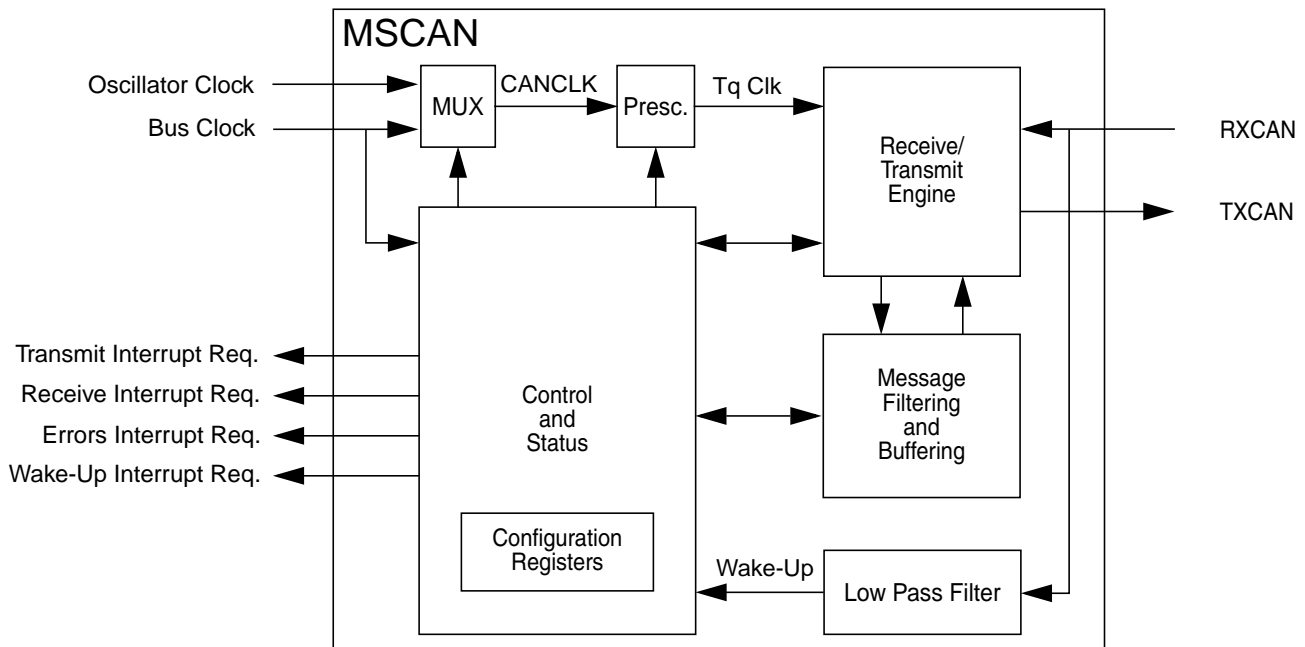 MSCAN
Oscillator Clock
Bus Clock
MUX
CANCLK
Presc.
Tq Clk
Receive/
Transmit
Engine
RXCAN
TXCAN
Transmit Interrupt Req.
Receive Interrupt Req.
Errors Interrupt Req.
Wake-Up Interrupt Req.
Control
and
Status
Message
Filtering
and
Buffering
Configuration
Registers
Wake-Up
Low Pass Filter